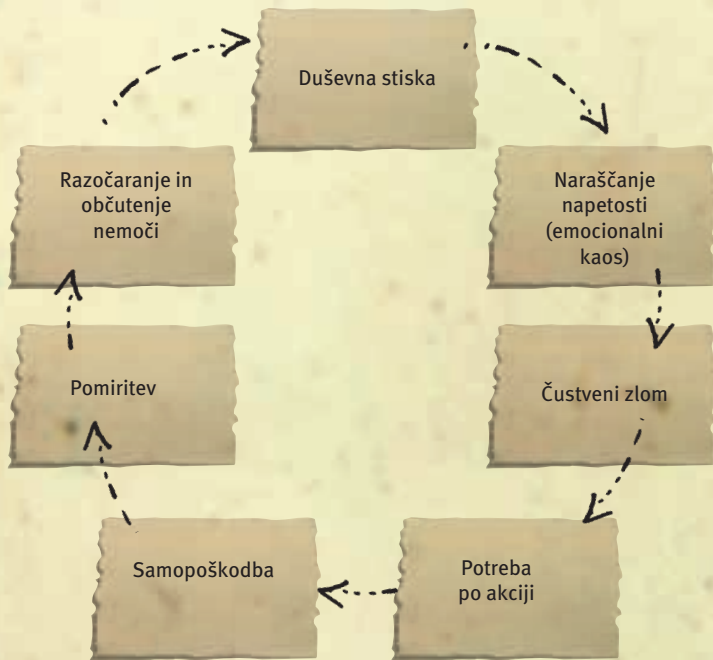 Duševna stiska
Naraščanje
napetosti
(emocionalni
kaos)
Čustveni zlom
Potreba
po akciji
Samopoškodba
Pomiritev
Razočaranje in
občutenje
nemoči